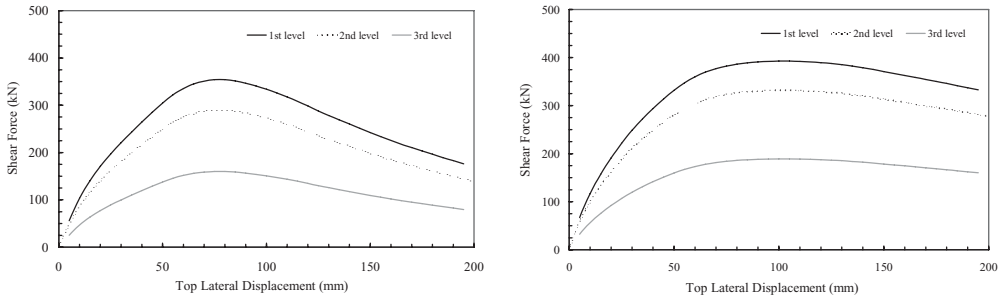 500
400
300
200
100
0
Shear Force (kN)
1st level 2nd level 3rd level
0 50 100 150 200
Top Lateral Displacement (mm)
500
400
300
200
100
0
Shear Force (kN)
1st level 2nd level 3rd level
0 50 100 150 200
Top Lateral Displacement (mm)